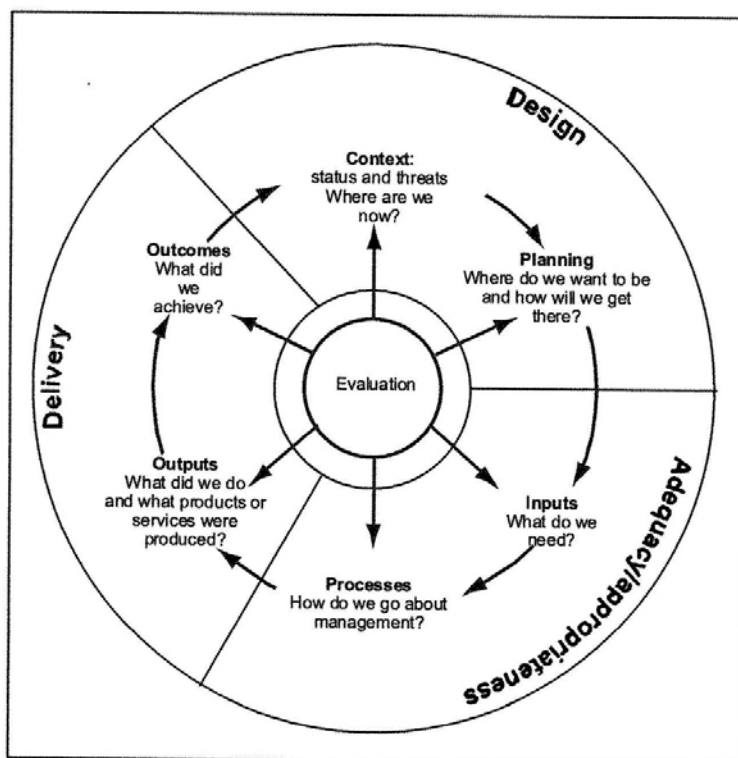 Design
Context:
status and threats
Where are we
now?
Planning
Where do we want to be
and how will we get
there?
Adequacy/appropriateness
Inputs
What do we
need?
Processes
How do we go about
management?
Outputs
What did we do
and what products or
services were
produced?
Delivery
Outcomes
What did
we
achieve?
Evaluation